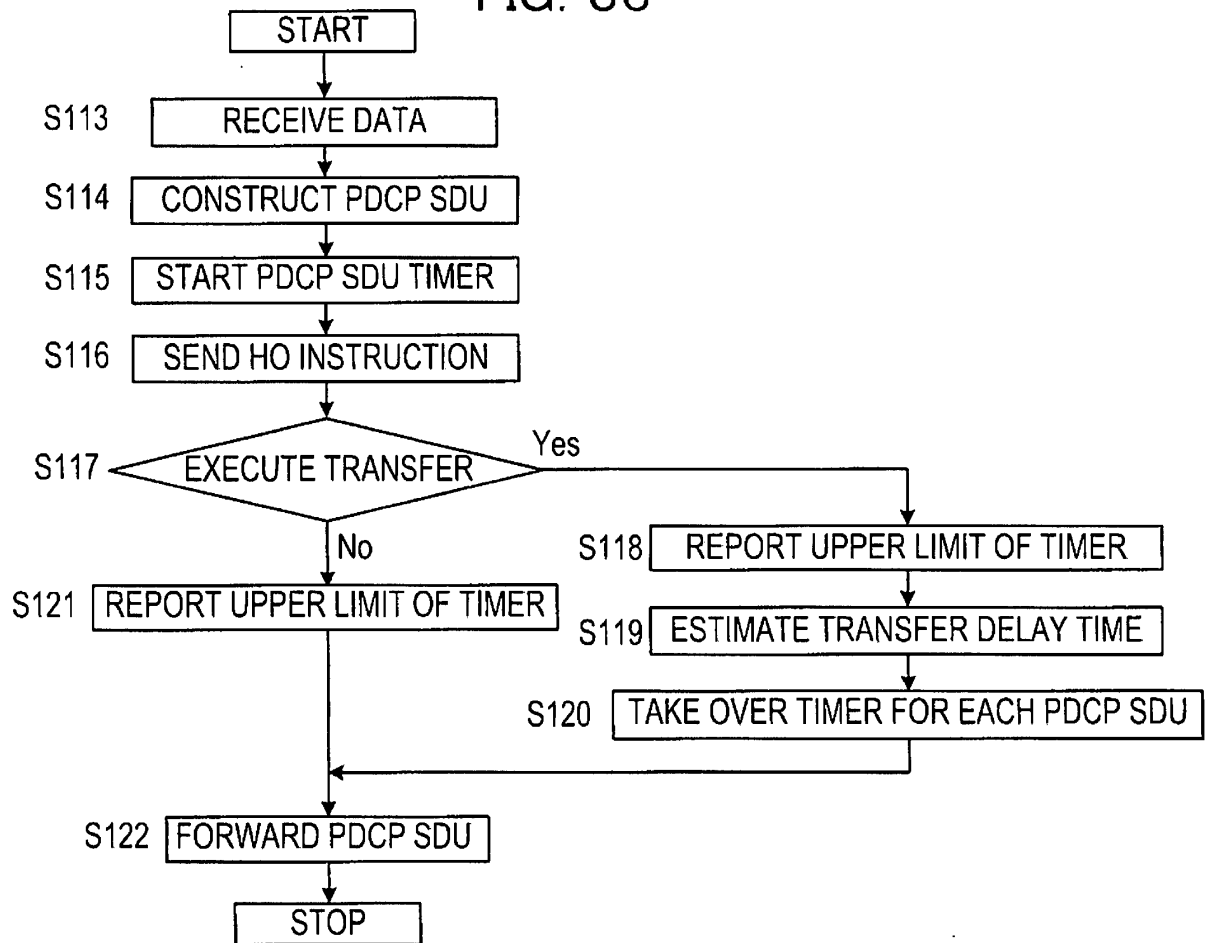 START
S113 RECEIVE DATA
S114 CONSTRUCT PDCP SDU
S115 START PDCP SDU TIMER
S116 SEND HO INSTRUCTION
S117 EXECUTE TRANSFER
Yes
No
S118 REPORT UPPER LIMIT OF TIMER
S119 ESTIMATE TRANSFER DELAY TIME
S120 TAKE OVER TIMER FOR EACH PDCP SDU
S121 REPORT UPPER LIMIT OF TIMER
S122 FORWARD PDCP SDU
STOP